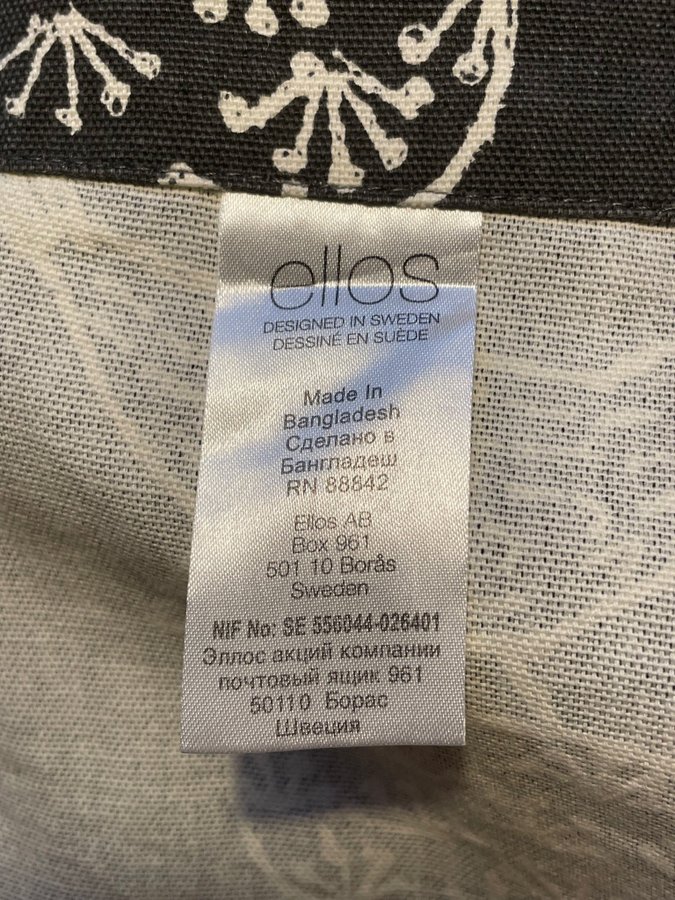 ellos
DESIGNED IN SWEDEN
DESSINÉ EN SUÈDE
Made In
Bangladesh
Сделано в
Бангладеш
RN 88842
Ellos AB
Box 961
501 10 Borås
Sweden
NIF No: SE 556044-026401
Эллос акций компании
почтовый ящик 961
50110 Борас
Швеция